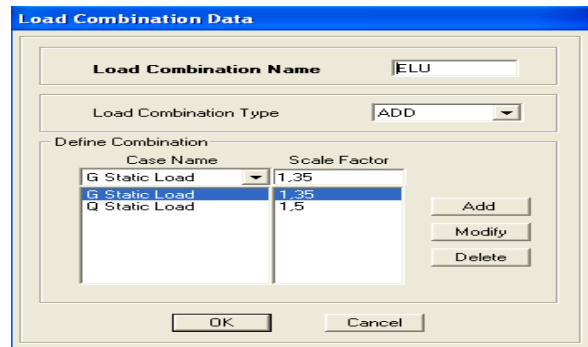 Load Combination Data
Load Combination Name ELU
Load Combination Type ADD
Define Combination
Case Name Scale Factor
G Static Load 1,35
G Static Load 1,35
Q Static Load 1,5
Add
Modify
Delete
OK Cancel